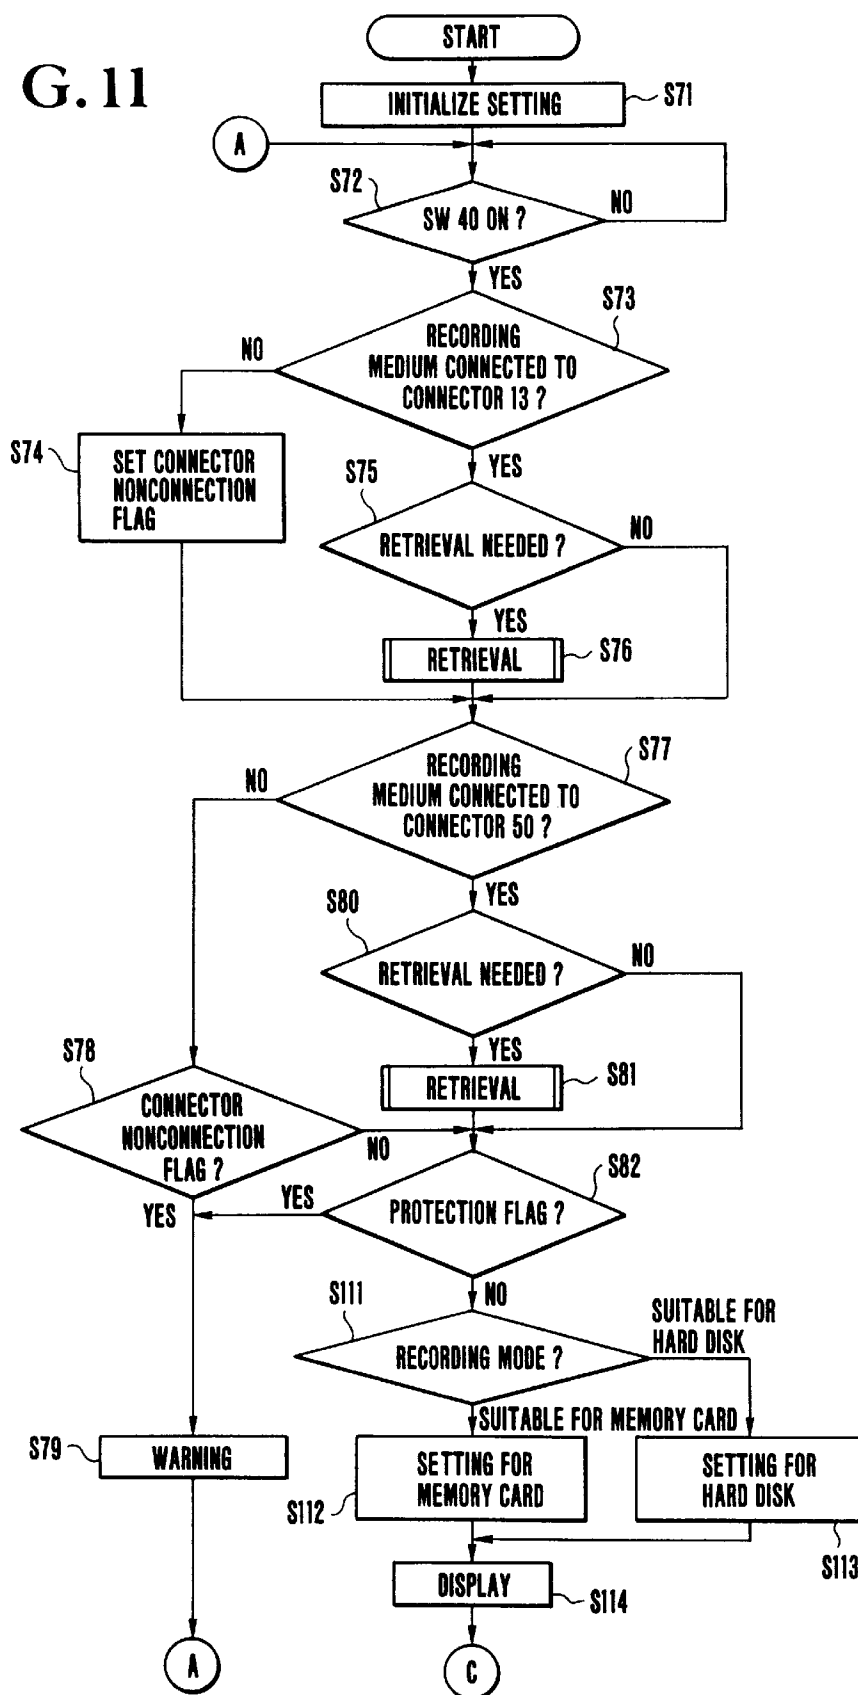 START
G. 11
INITIALIZE SETTING
S71
A
S72
SW 40 ON ?
NO
YES
S73
RECORDING
MEDIUM CONNECTED TO
CONNECTOR 13 ?
NO
YES
S74
SET CONNECTOR
NONCONNECTION
FLAG
S75
RETRIEVAL NEEDED ?
NO
YES
RETRIEVAL
S76
S77
RECORDING
MEDIUM CONNECTED TO
CONNECTOR 50 ?
NO
YES
S80
RETRIEVAL NEEDED ?
NO
YES
RETRIEVAL
S81
S78
CONNECTOR
NONCONNECTION
FLAG ?
NO
YES
S82
PROTECTION FLAG ?
YES
NO
S111
RECORDING MODE ?
SUITABLE FOR
HARD DISK
SUITABLE FOR MEMORY CARD
S79
WARNING
SETTING FOR
MEMORY CARD
S112
SETTING FOR
HARD DISK
S113
DISPLAY
S114
A
C